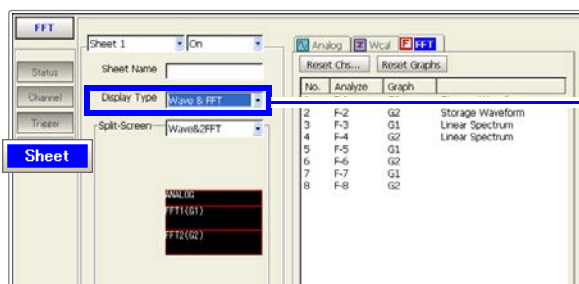 FFT
Sheet 1 On
Analog Wcal F FFT
Status
Sheet Name
Reset Chs... Reset Graphs
No. Analyze Graph
Channel
Display Type Wave & FFT
2 F-2 G2 Storage Waveform
Trigger
Split-Screen Wave&2FFT
3 F-3 G1 Linear Spectrum
4 F-4 G2 Linear Spectrum
Sheet
5 F-5 G1
6 F-6 G2
7 F-7 G1
8 F-8 G2
ANALOG
FFT1(G1)
FFT2(G2)